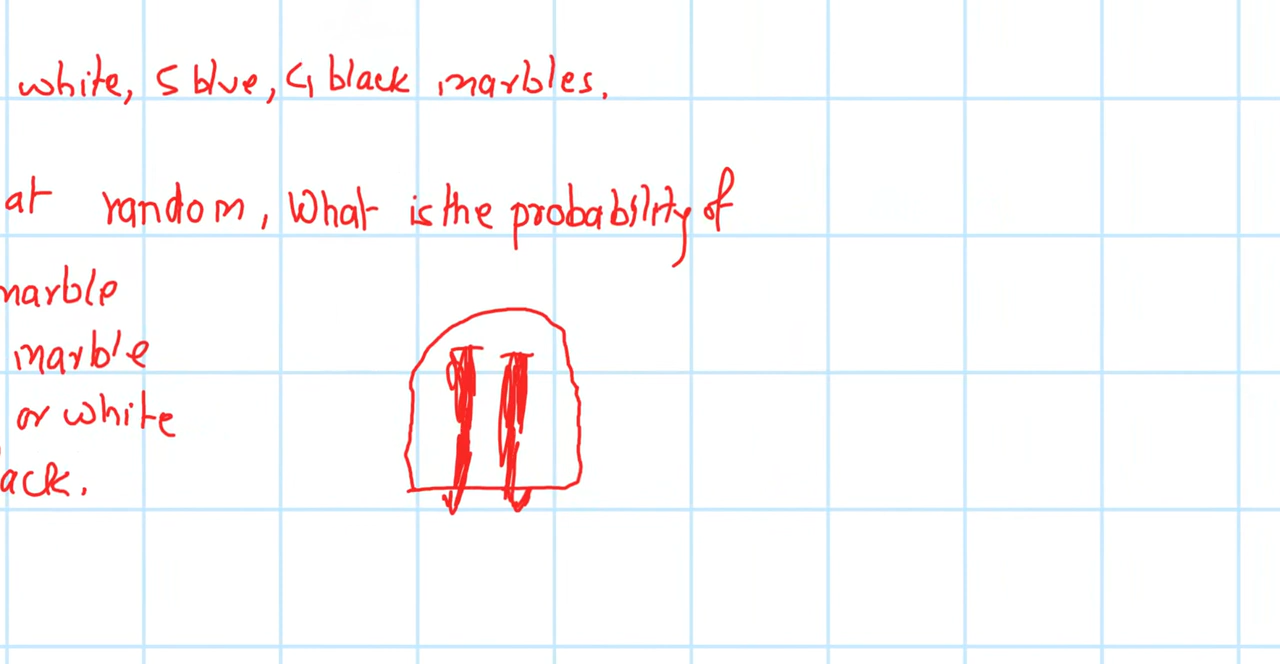 white, 5 blue, 4 black marbles.
at random, What is the probability of
marble
marble
or white
ack.